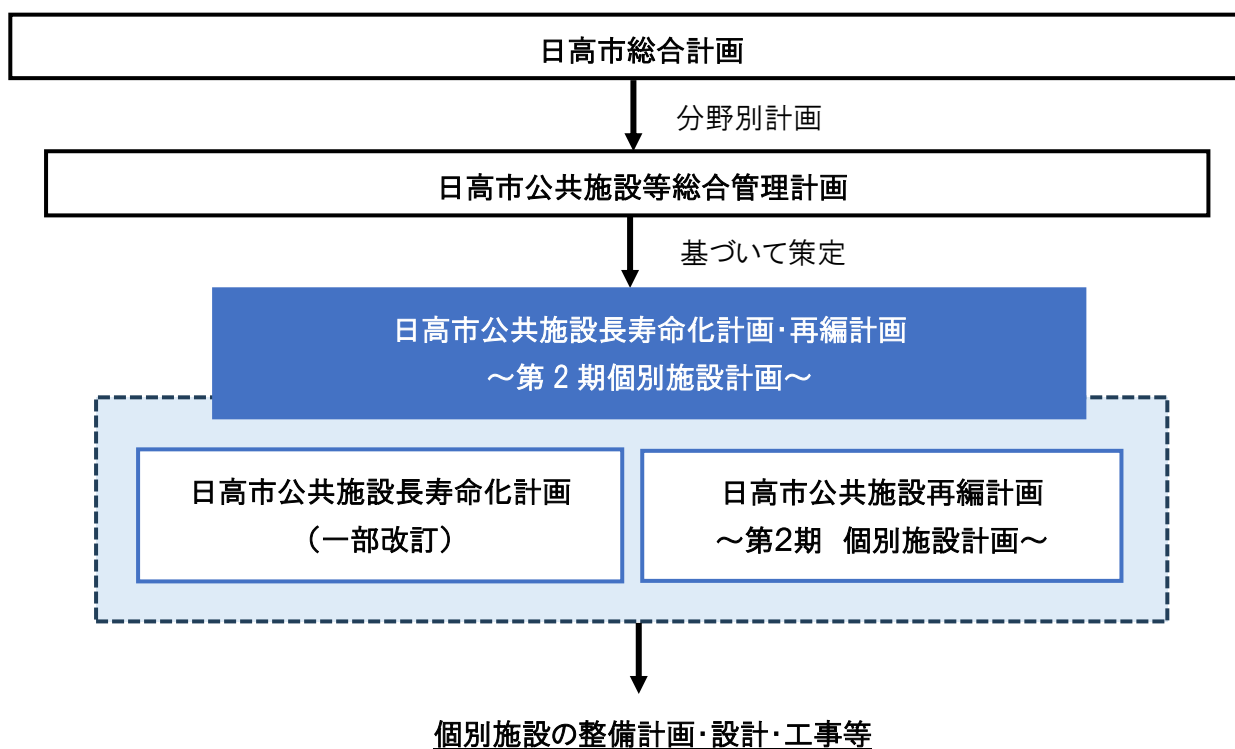 日高市総合計画
分野別計画
日高市公共施設等総合管理計画
基づいて策定
日高市公共施設長寿命化計画・再編計画
～第２期個別施設計画～
日高市公共施設長寿命化計画
（一部改訂）
日高市公共施設再編計画
～第2期　個別施設計画～
個別施設の整備計画・設計・工事等